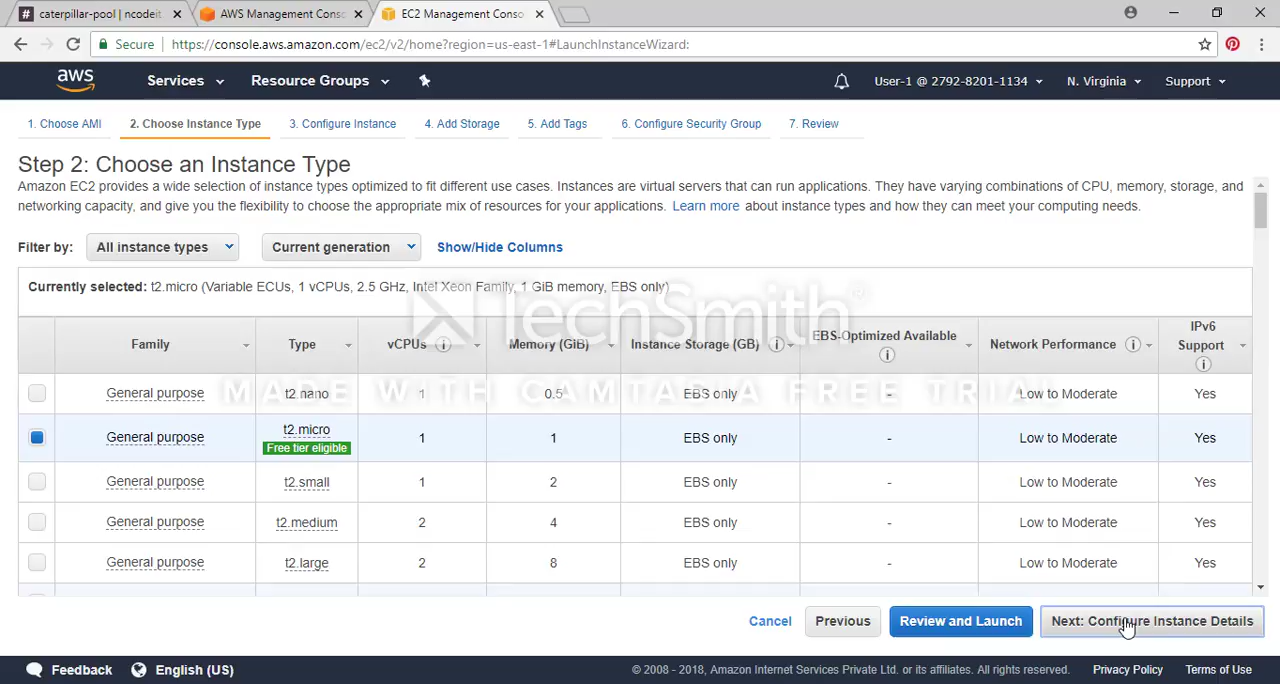 caterpillar-pool | ncodeit
AWS Management Consc
EC2 Management Conso
Secure https://console.aws.amazon.com/ec2/v2/home?region=us-east-1#LaunchInstanceWizard:
aws Services Resource Groups User-1 @ 2792-8201-1134 N. Virginia Support
1. Choose AMI 2. Choose Instance Type 3. Configure Instance 4. Add Storage 5. Add Tags 6. Configure Security Group 7. Review
Step 2: Choose an Instance Type
Amazon EC2 provides a wide selection of instance types optimized to fit different use cases. Instances are virtual servers that can run applications. They have varying combinations of CPU, memory, storage, and
networking capacity, and give you the flexibility to choose the appropriate mix of resources for your applications. Learn more about instance types and how they can meet your computing needs.
Filter by: All instance types Current generation Show/Hide Columns
Currently selected: t2.micro (Variable ECUs, 1 vCPUs, 2.5 GHz, Intel Xeon Family, 1 GiB memory, EBS only)
TechSmith®
MADE WITH CAMTASIA FREE TRIAL
Family Type vCPUs Memory (GiB) Instance Storage (GB) EBS-Optimized Available Network Performance IPv6 Support
General purpose t2.nano 1 0.5 EBS only - Low to Moderate Yes
General purpose t2.micro 1 1 EBS only - Low to Moderate Yes
Free tier eligible
General purpose t2.small 1 2 EBS only - Low to Moderate Yes
General purpose t2.medium 2 4 EBS only - Low to Moderate Yes
General purpose t2.large 2 8 EBS only - Low to Moderate Yes
Cancel Previous Review and Launch Next: Configure Instance Details
Feedback English (US) © 2008 - 2018, Amazon Internet Services Private Ltd. or its affiliates. All rights reserved. Privacy Policy Terms of Use